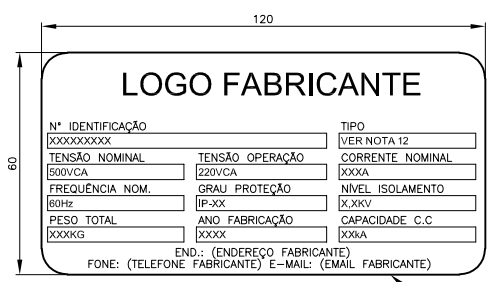 120
60
LOGO FABRICANTE
N° IDENTIFICAÇÃO TIPO
XXXXXXXXX VER NOTA 12
TENSÃO NOMINAL TENSÃO OPERAÇÃO CORRENTE NOMINAL
500VCA 220VCA XXXA
FREQUÊNCIA NOM. GRAU PROTEÇÃO NÍVEL ISOLAMENTO
60Hz IP-XX X,XKV
PESO TOTAL ANO FABRICAÇÃO CAPACIDADE C.C
XXXKG XXXX XXkA
END.: (ENDEREÇO FABRICANTE)
FONE: (TELEFONE FABRICANTE) E-MAIL: (EMAIL FABRICANTE)